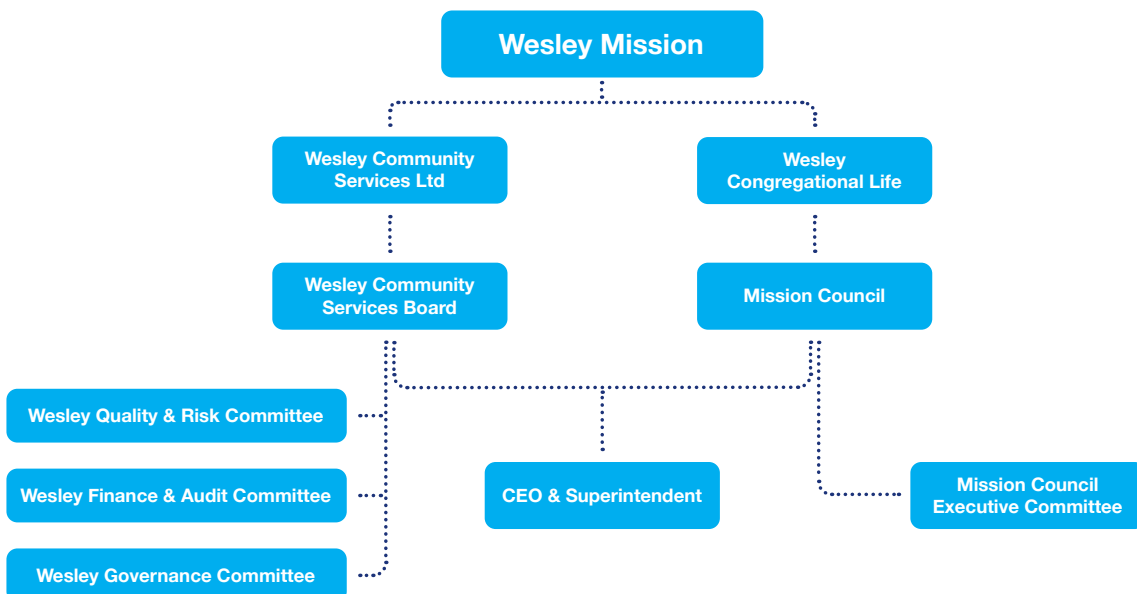 Wesley Mission
Wesley Community
Services Ltd
Wesley
Congregational Life
Wesley Community
Services Board
Mission Council
Wesley Quality & Risk Committee
Wesley Finance & Audit Committee
CEO & Superintendent
Mission Council
Executive Committee
Wesley Governance Committee